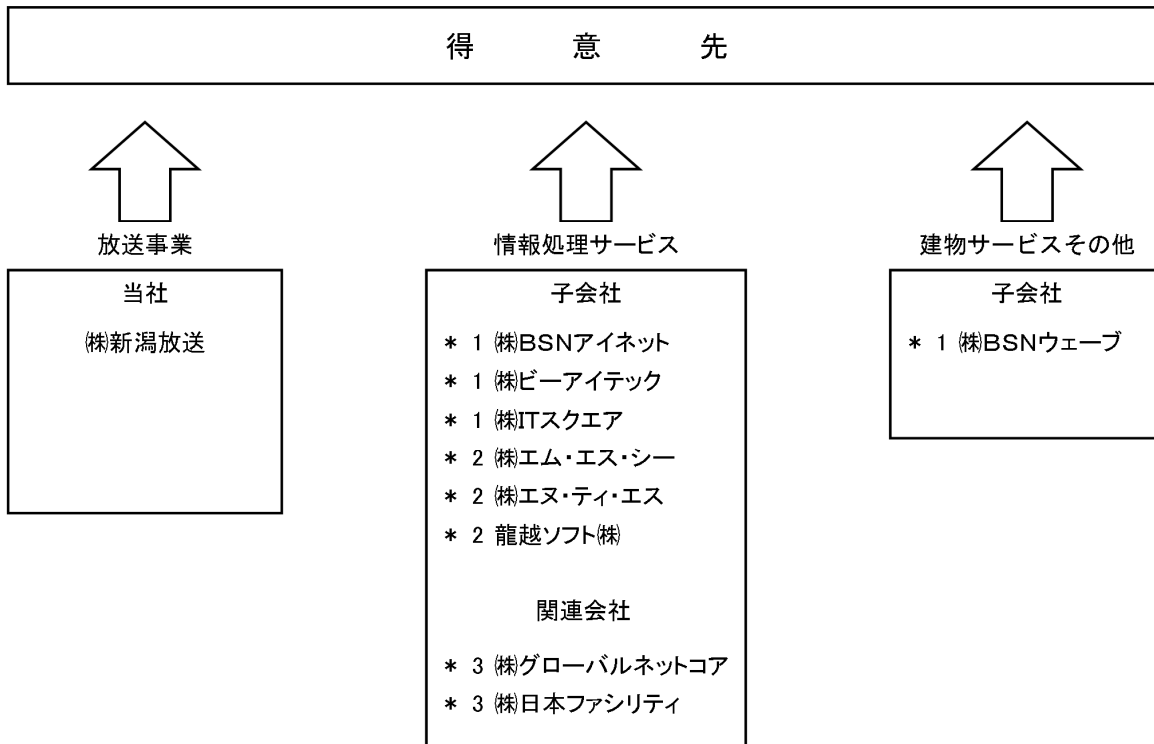 得意先
放送事業
当社
㈱新潟放送
情報処理サービス
子会社
* 1 ㈱BSNアイネット
* 1 ㈱ビーアイテック
* 1 ㈱ITスクエア
* 2 ㈱エム・エス・シー
* 2 ㈱エヌ・ティ・エス
* 2 龍越ソフト㈱
関連会社
* 3 ㈱グローバルネットコア
* 3 ㈱日本ファシリティ
建物サービスその他
子会社
* 1 ㈱BSNウェーブ